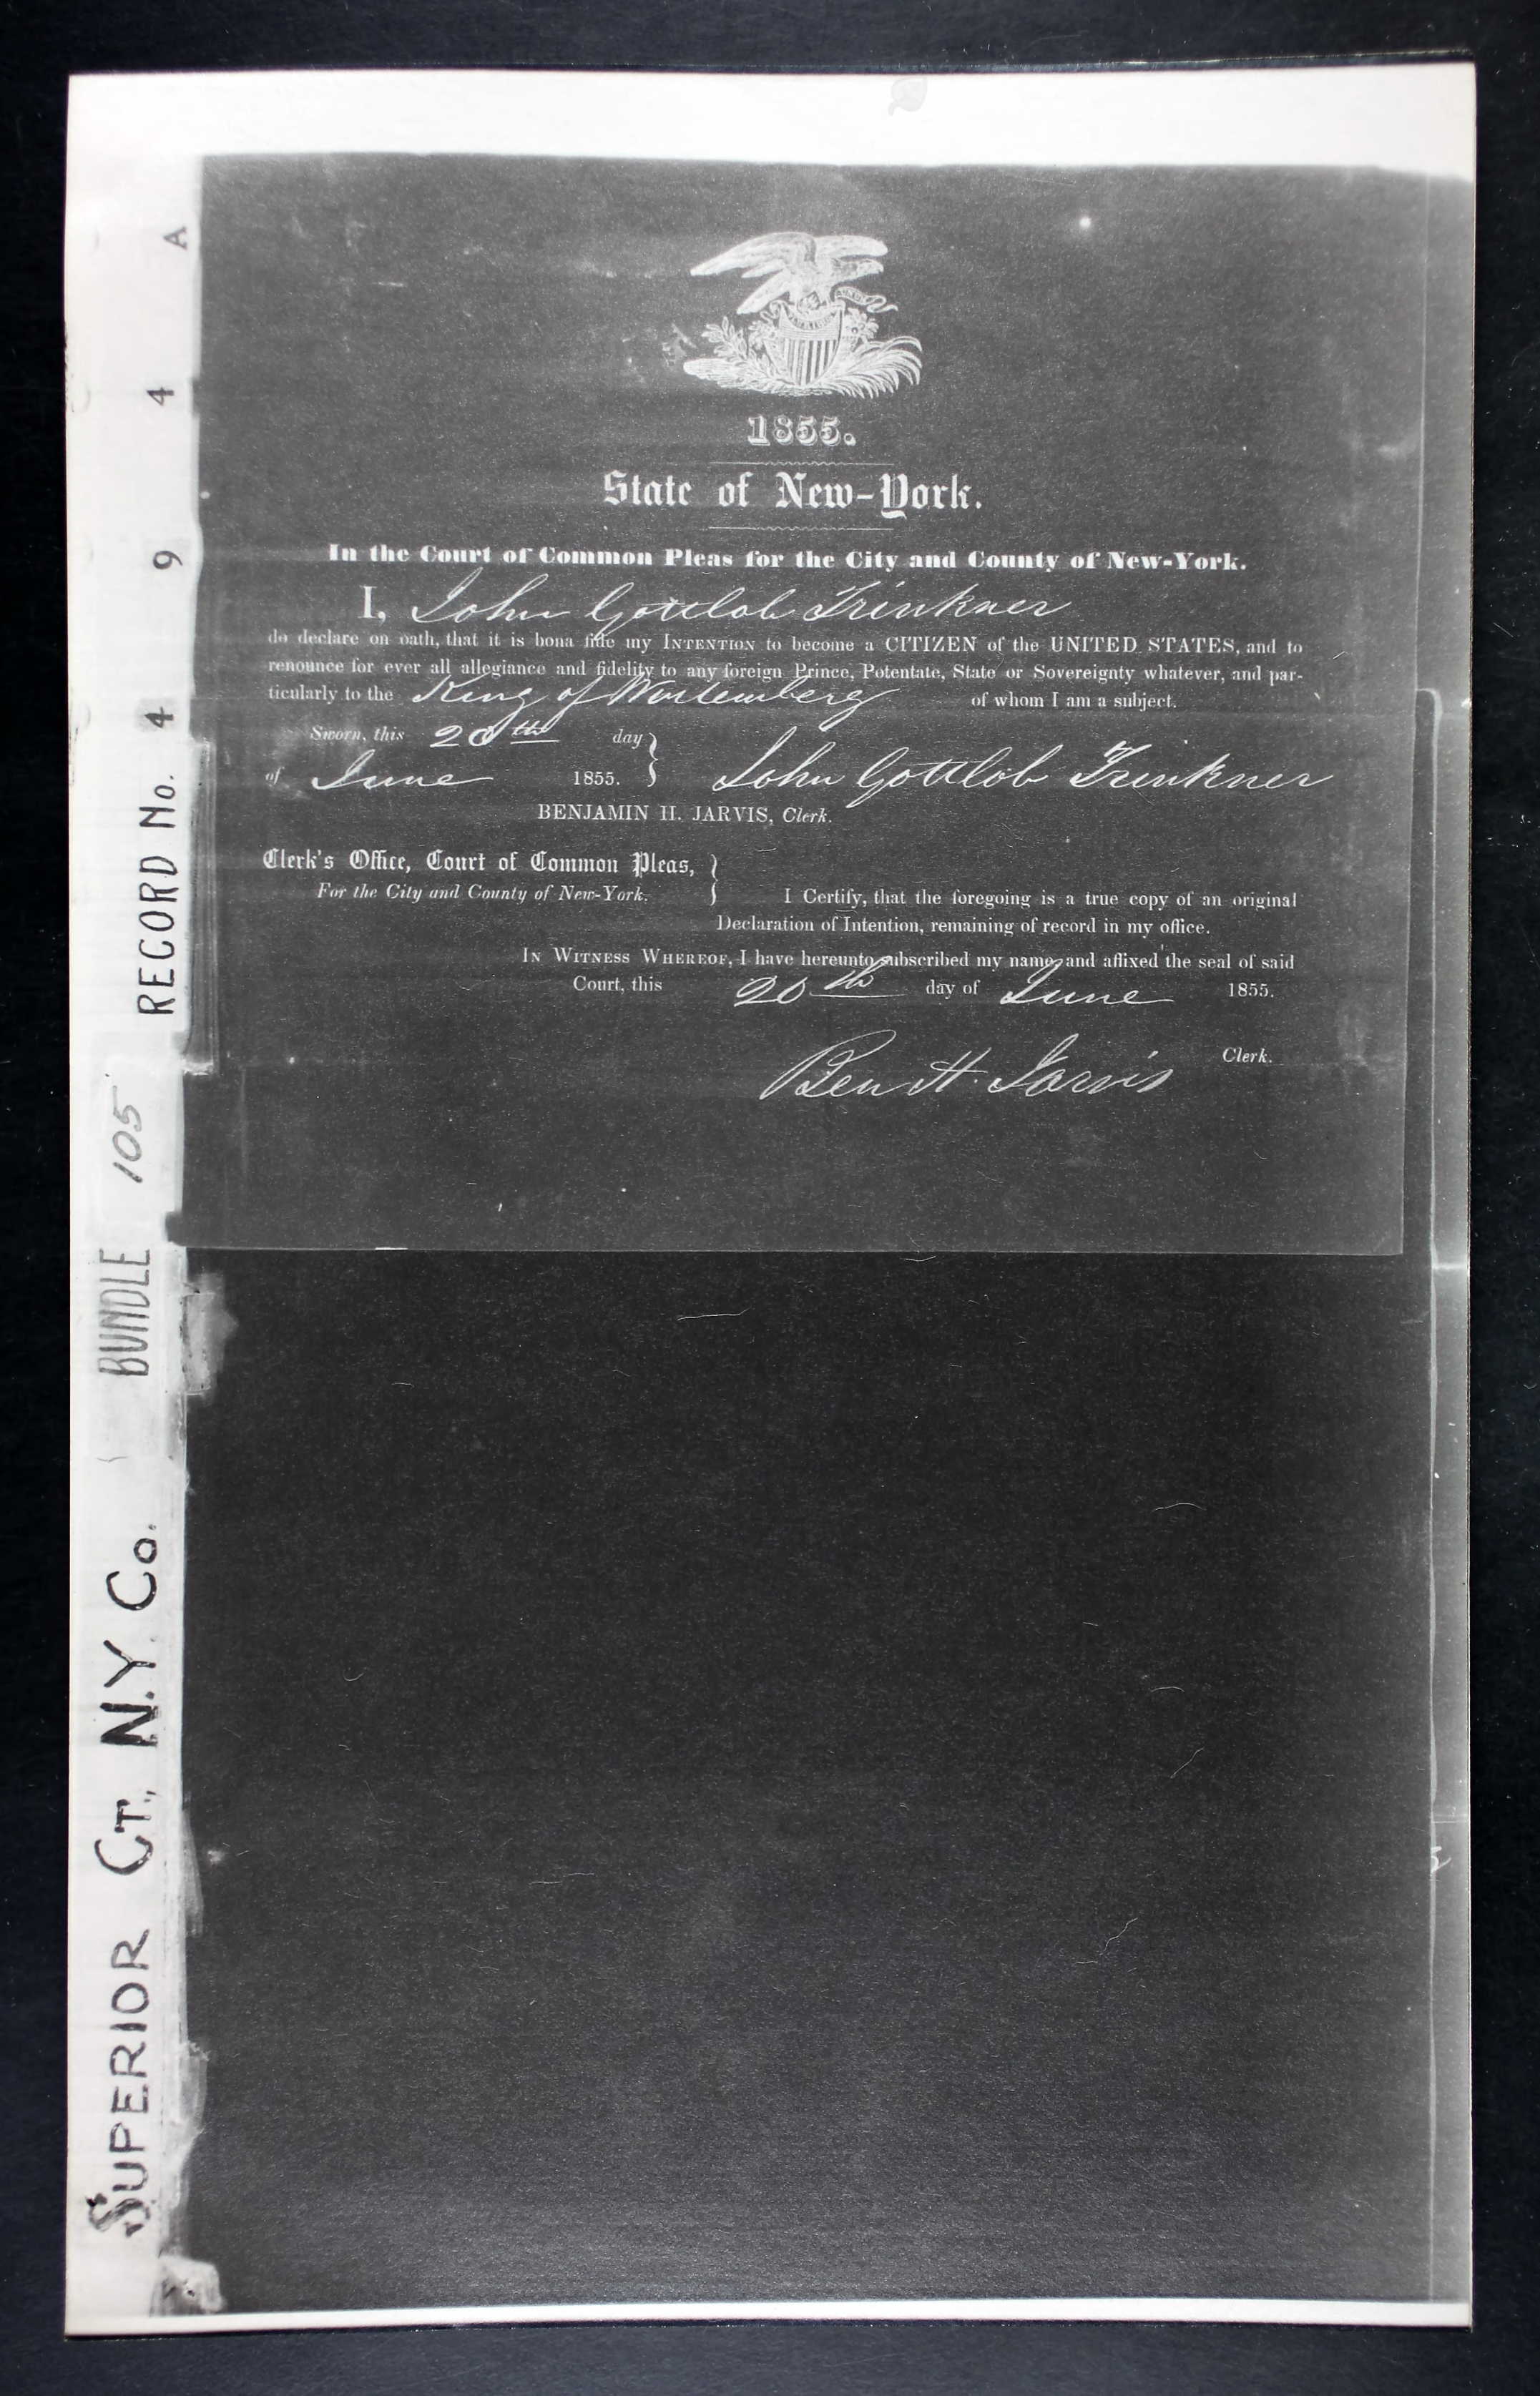 1855.
State of New-York.
In the Court of Common Pleas for the City and County of New-York.
I, John Gottlob Trinkner
do declare on oath, that it is bona fide my INTENTION to become a CITIZEN of the UNITED STATES, and to
renounce for ever all allegiance and fidelity to any foreign Prince, Potentate, State or Sovereignty whatever, and par-
ticularly to the King of Wurtemberg of whom I am a subject.
Sworn, this 20th day }
of June 1855. } John Gottlob Trinkner
BENJAMIN H. JARVIS, Clerk.
Clerk's Office, Court of Common Pleas, }
For the City and County of New-York. }
I Certify, that the foregoing is a true copy of an original
Declaration of Intention, remaining of record in my office.
IN WITNESS WHEREOF, I have hereunto subscribed my name, and affixed the seal of said
Court, this 20th day of June 1855.
Clerk.
Ben H. Jarvis
SUPERIOR CT., N.Y. Co. BUNDLE 105 RECORD No. 4 9 4 A